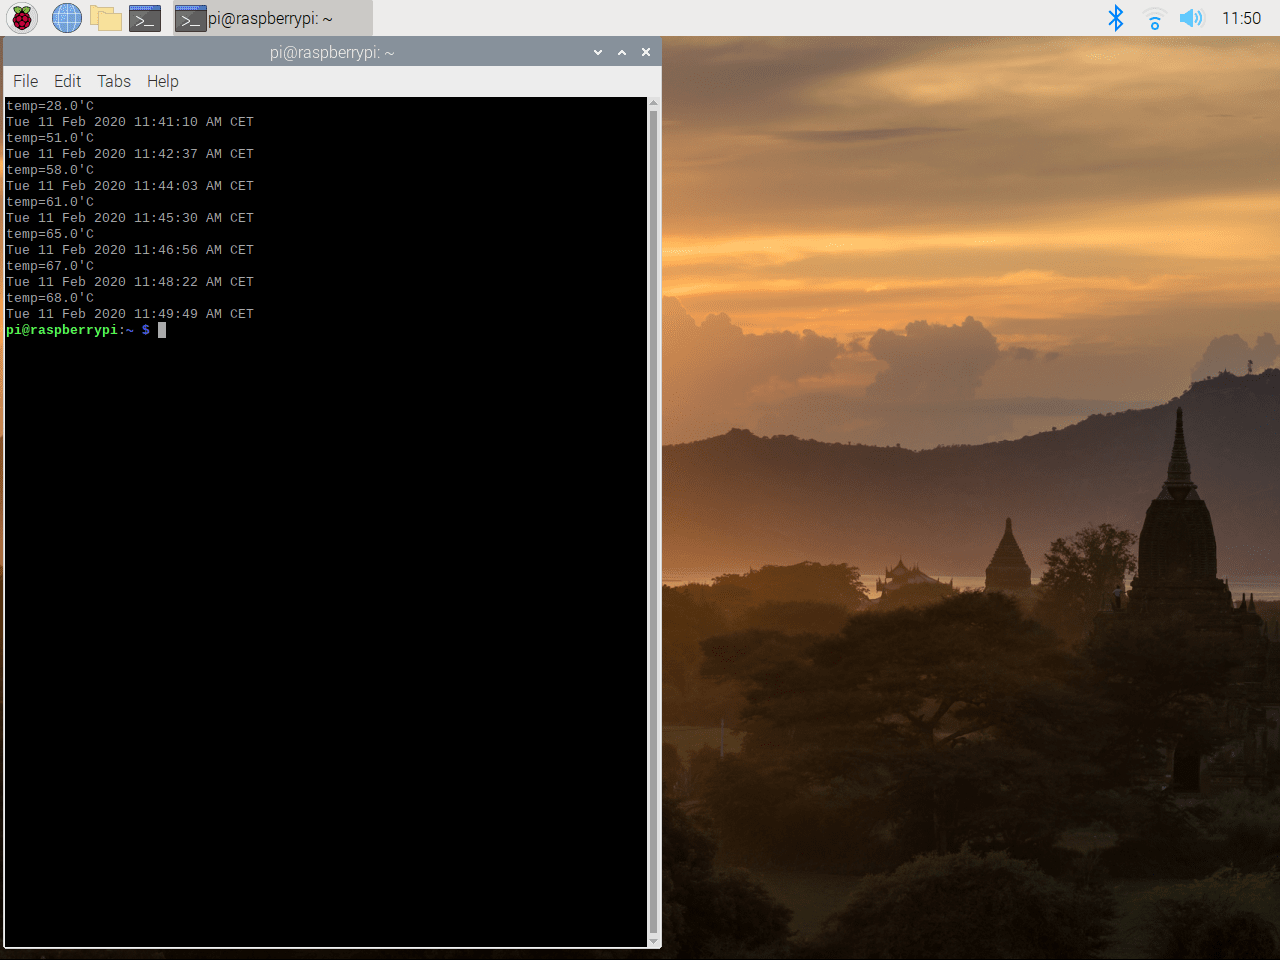 pi@raspberrypi: ~
11:50
pi@raspberrypi: ~
File Edit Tabs Help
temp=28.0'C
Tue 11 Feb 2020 11:41:10 AM CET
temp=51.0'C
Tue 11 Feb 2020 11:42:37 AM CET
temp=58.0'C
Tue 11 Feb 2020 11:44:03 AM CET
temp=61.0'C
Tue 11 Feb 2020 11:45:30 AM CET
temp=65.0'C
Tue 11 Feb 2020 11:46:56 AM CET
temp=67.0'C
Tue 11 Feb 2020 11:48:22 AM CET
temp=68.0'C
Tue 11 Feb 2020 11:49:49 AM CET
pi@raspberrypi:~ $